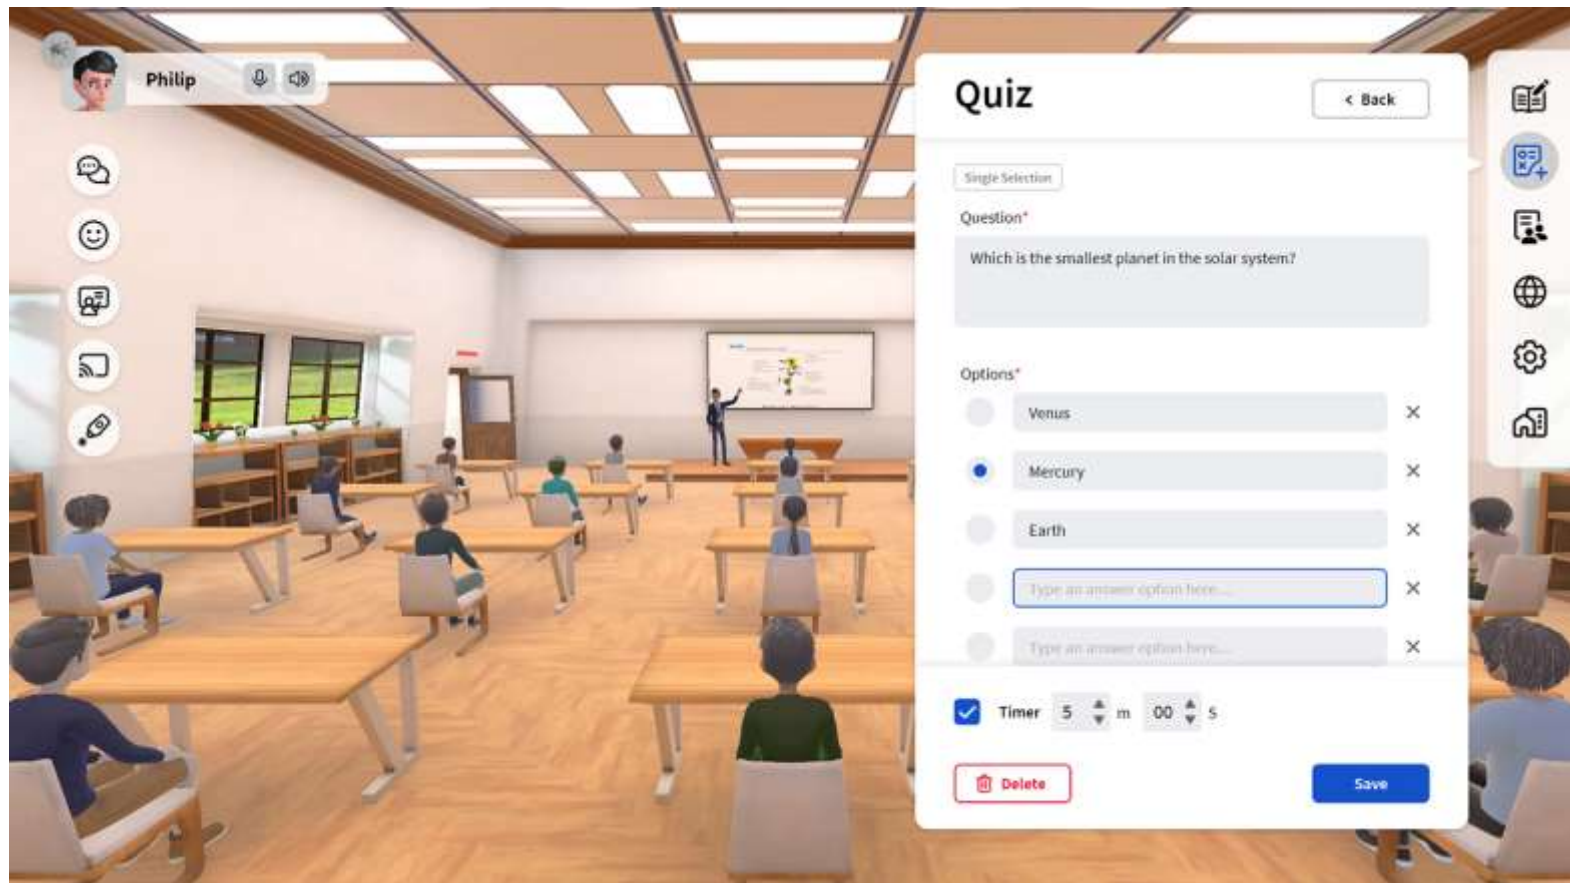 Philip
Quiz
< Back
Single Selection
Question*
Which is the smallest planet in the solar system?
Options*
Venus
Mercury
Earth
Type an answer option here...
Type an answer option here...
Timer 5 m 00 S
Delete
Save